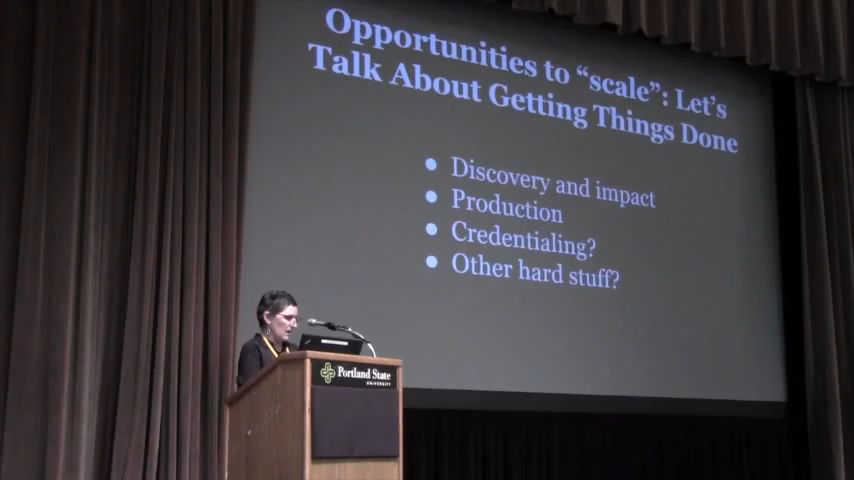 Opportunities to “scale”: Let’s
Talk About Getting Things Done
● Discovery and impact
● Production
● Credentialing?
● Other hard stuff?
Portland State
UNIVERSITY